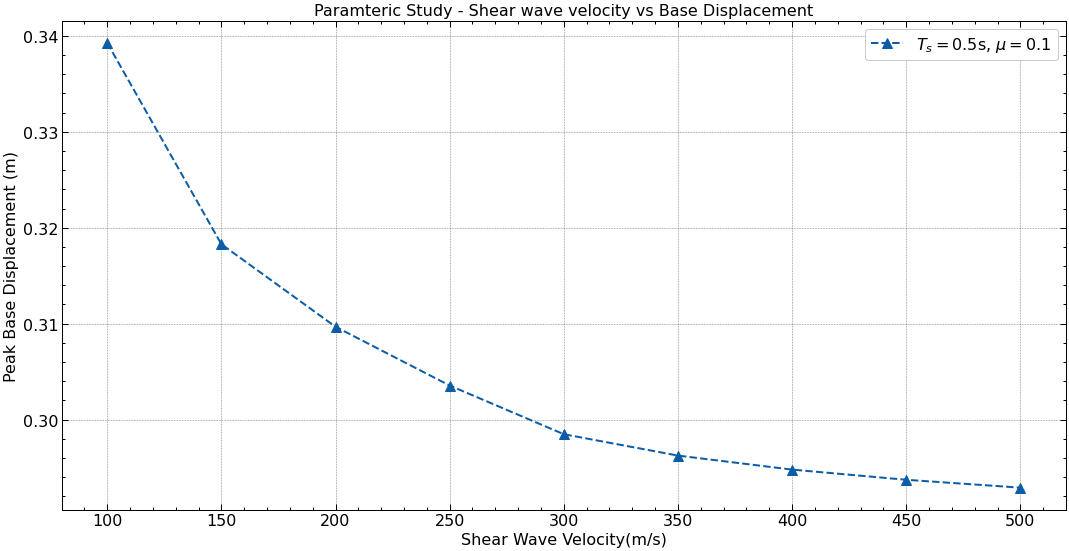 Paramteric Study - Shear wave velocity vs Base Displacement
T_s = 0.5s, μ = 0.1
Peak Base Displacement (m)
0.34
0.33
0.32
0.31
0.30
100 150 200 250 300 350 400 450 500
Shear Wave Velocity(m/s)